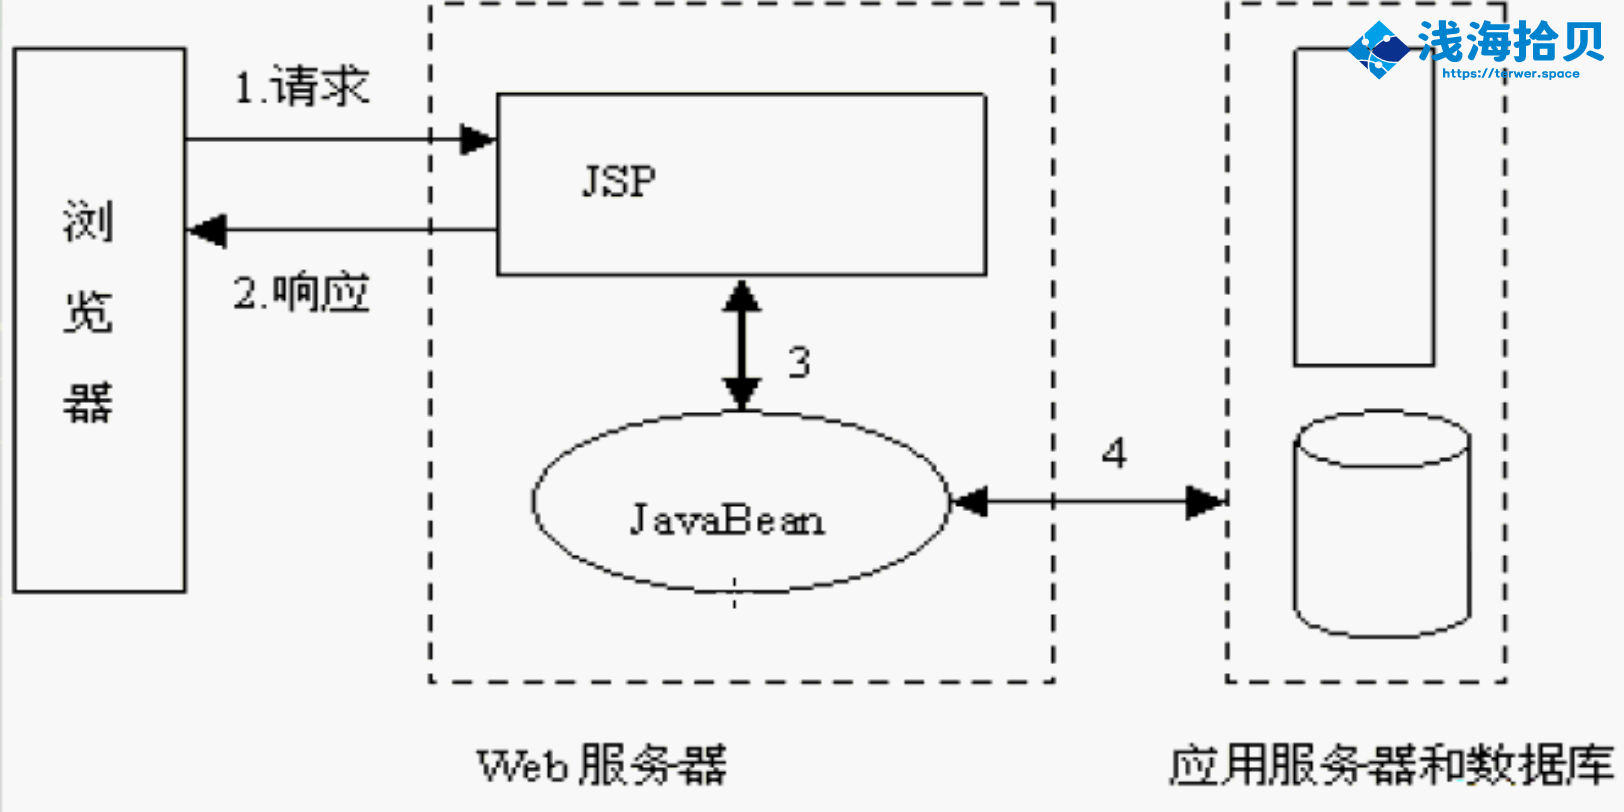 浅海拾贝
https://terwer.space
1.请求
JSP
浏
览
器
2.响应
3
4
JavaBean
Web 服务器
应用服务器和数据库